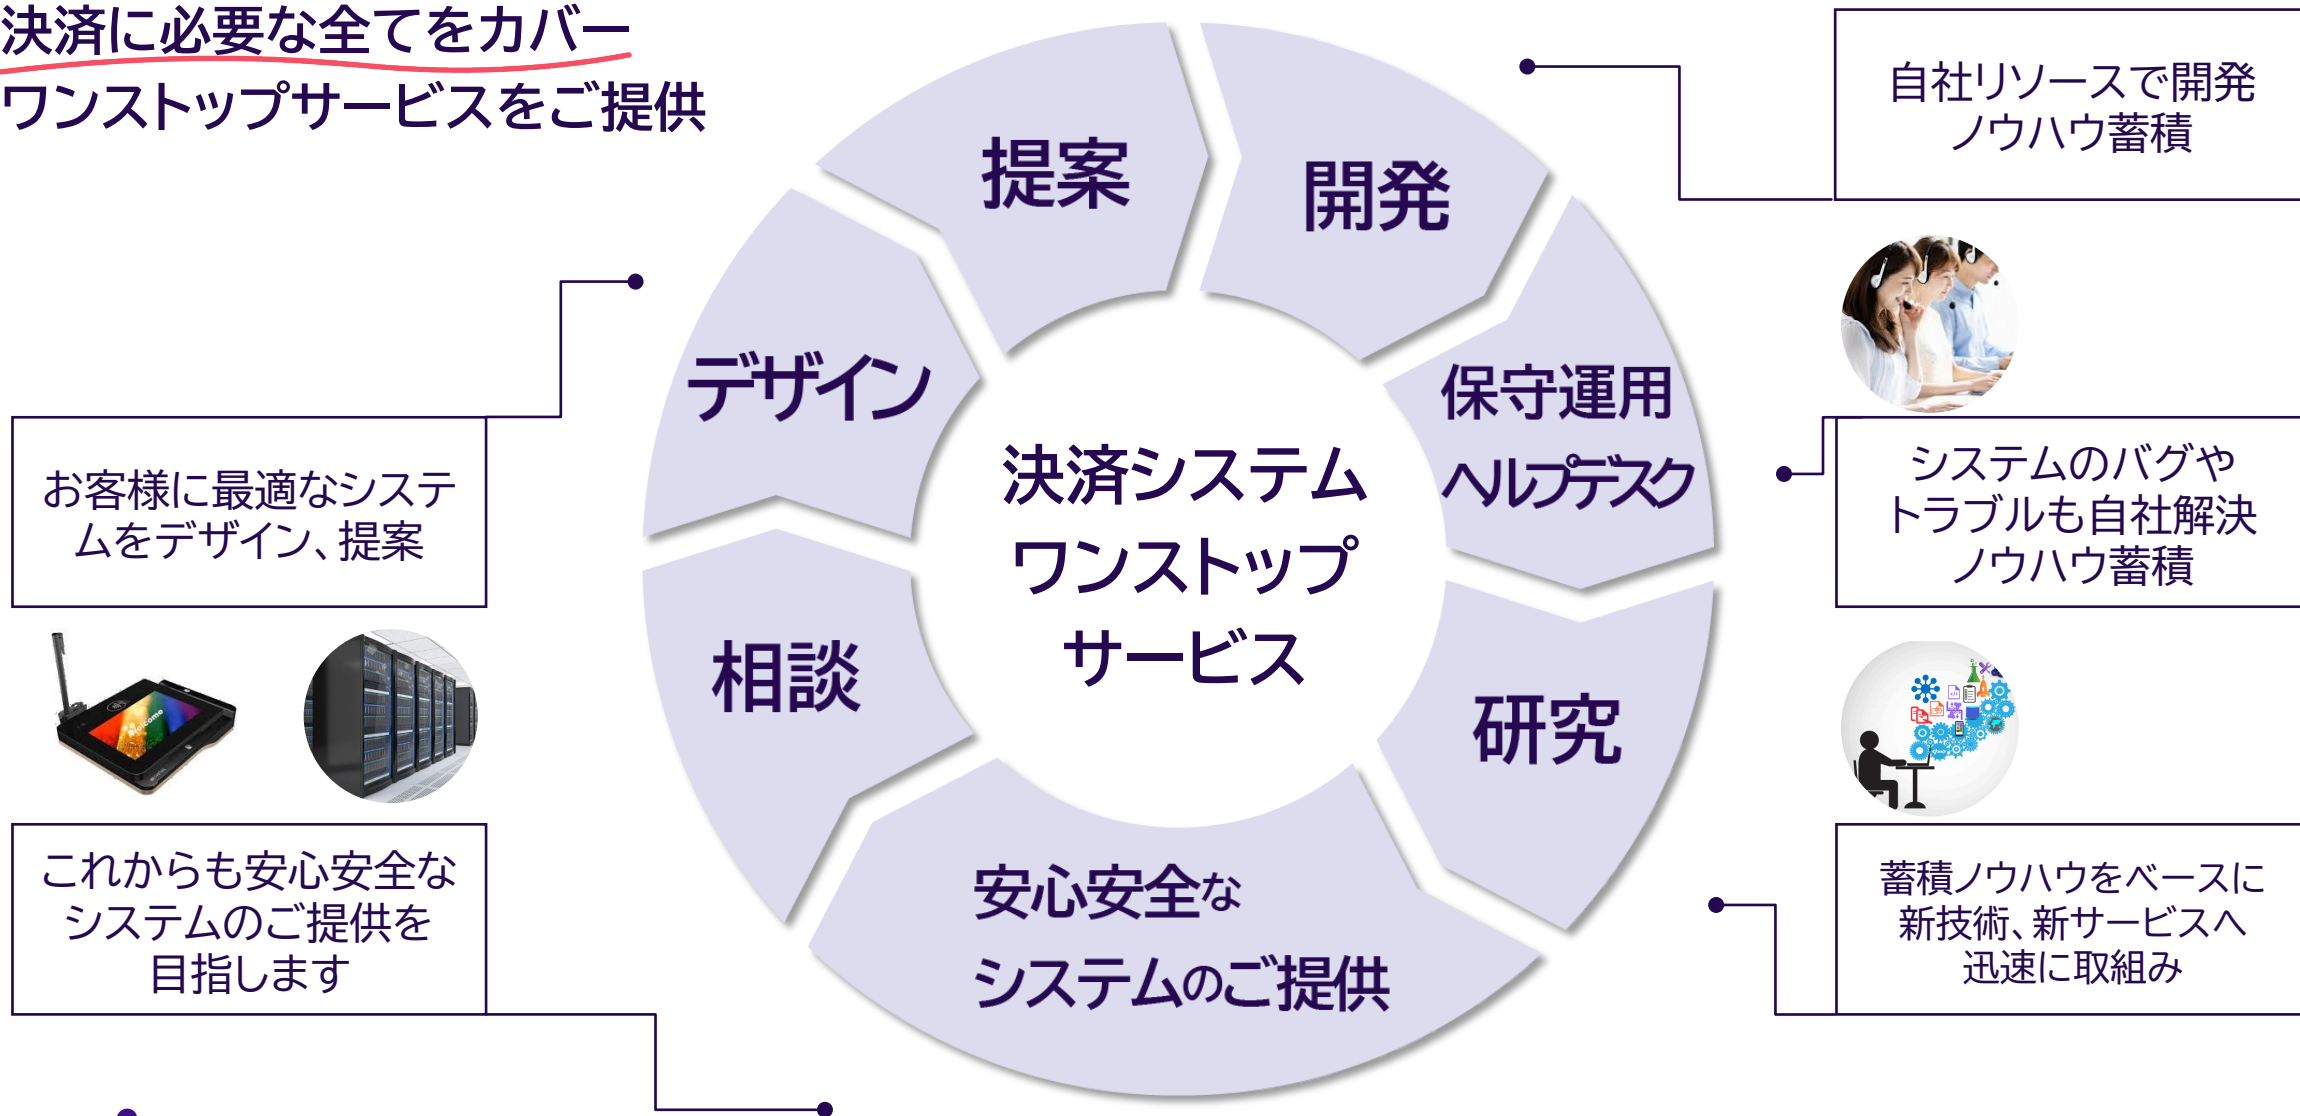 決済に必要な全てをカバー
ワンストップサービスをご提供
提案
開発
デザイン
保守運用
ヘルプデスク
相談
研究
安心安全な
システムのご提供
決済システム
ワンストップ
サービス
自社リソースで開発
ノウハウ蓄積
お客様に最適なシステ
ムをデザイン、提案
システムのバグや
トラブルも自社解決
ノウハウ蓄積
これからも安心安全な
システムのご提供を
目指します
蓄積ノウハウをベースに
新技術、新サービスへ
迅速に取組み